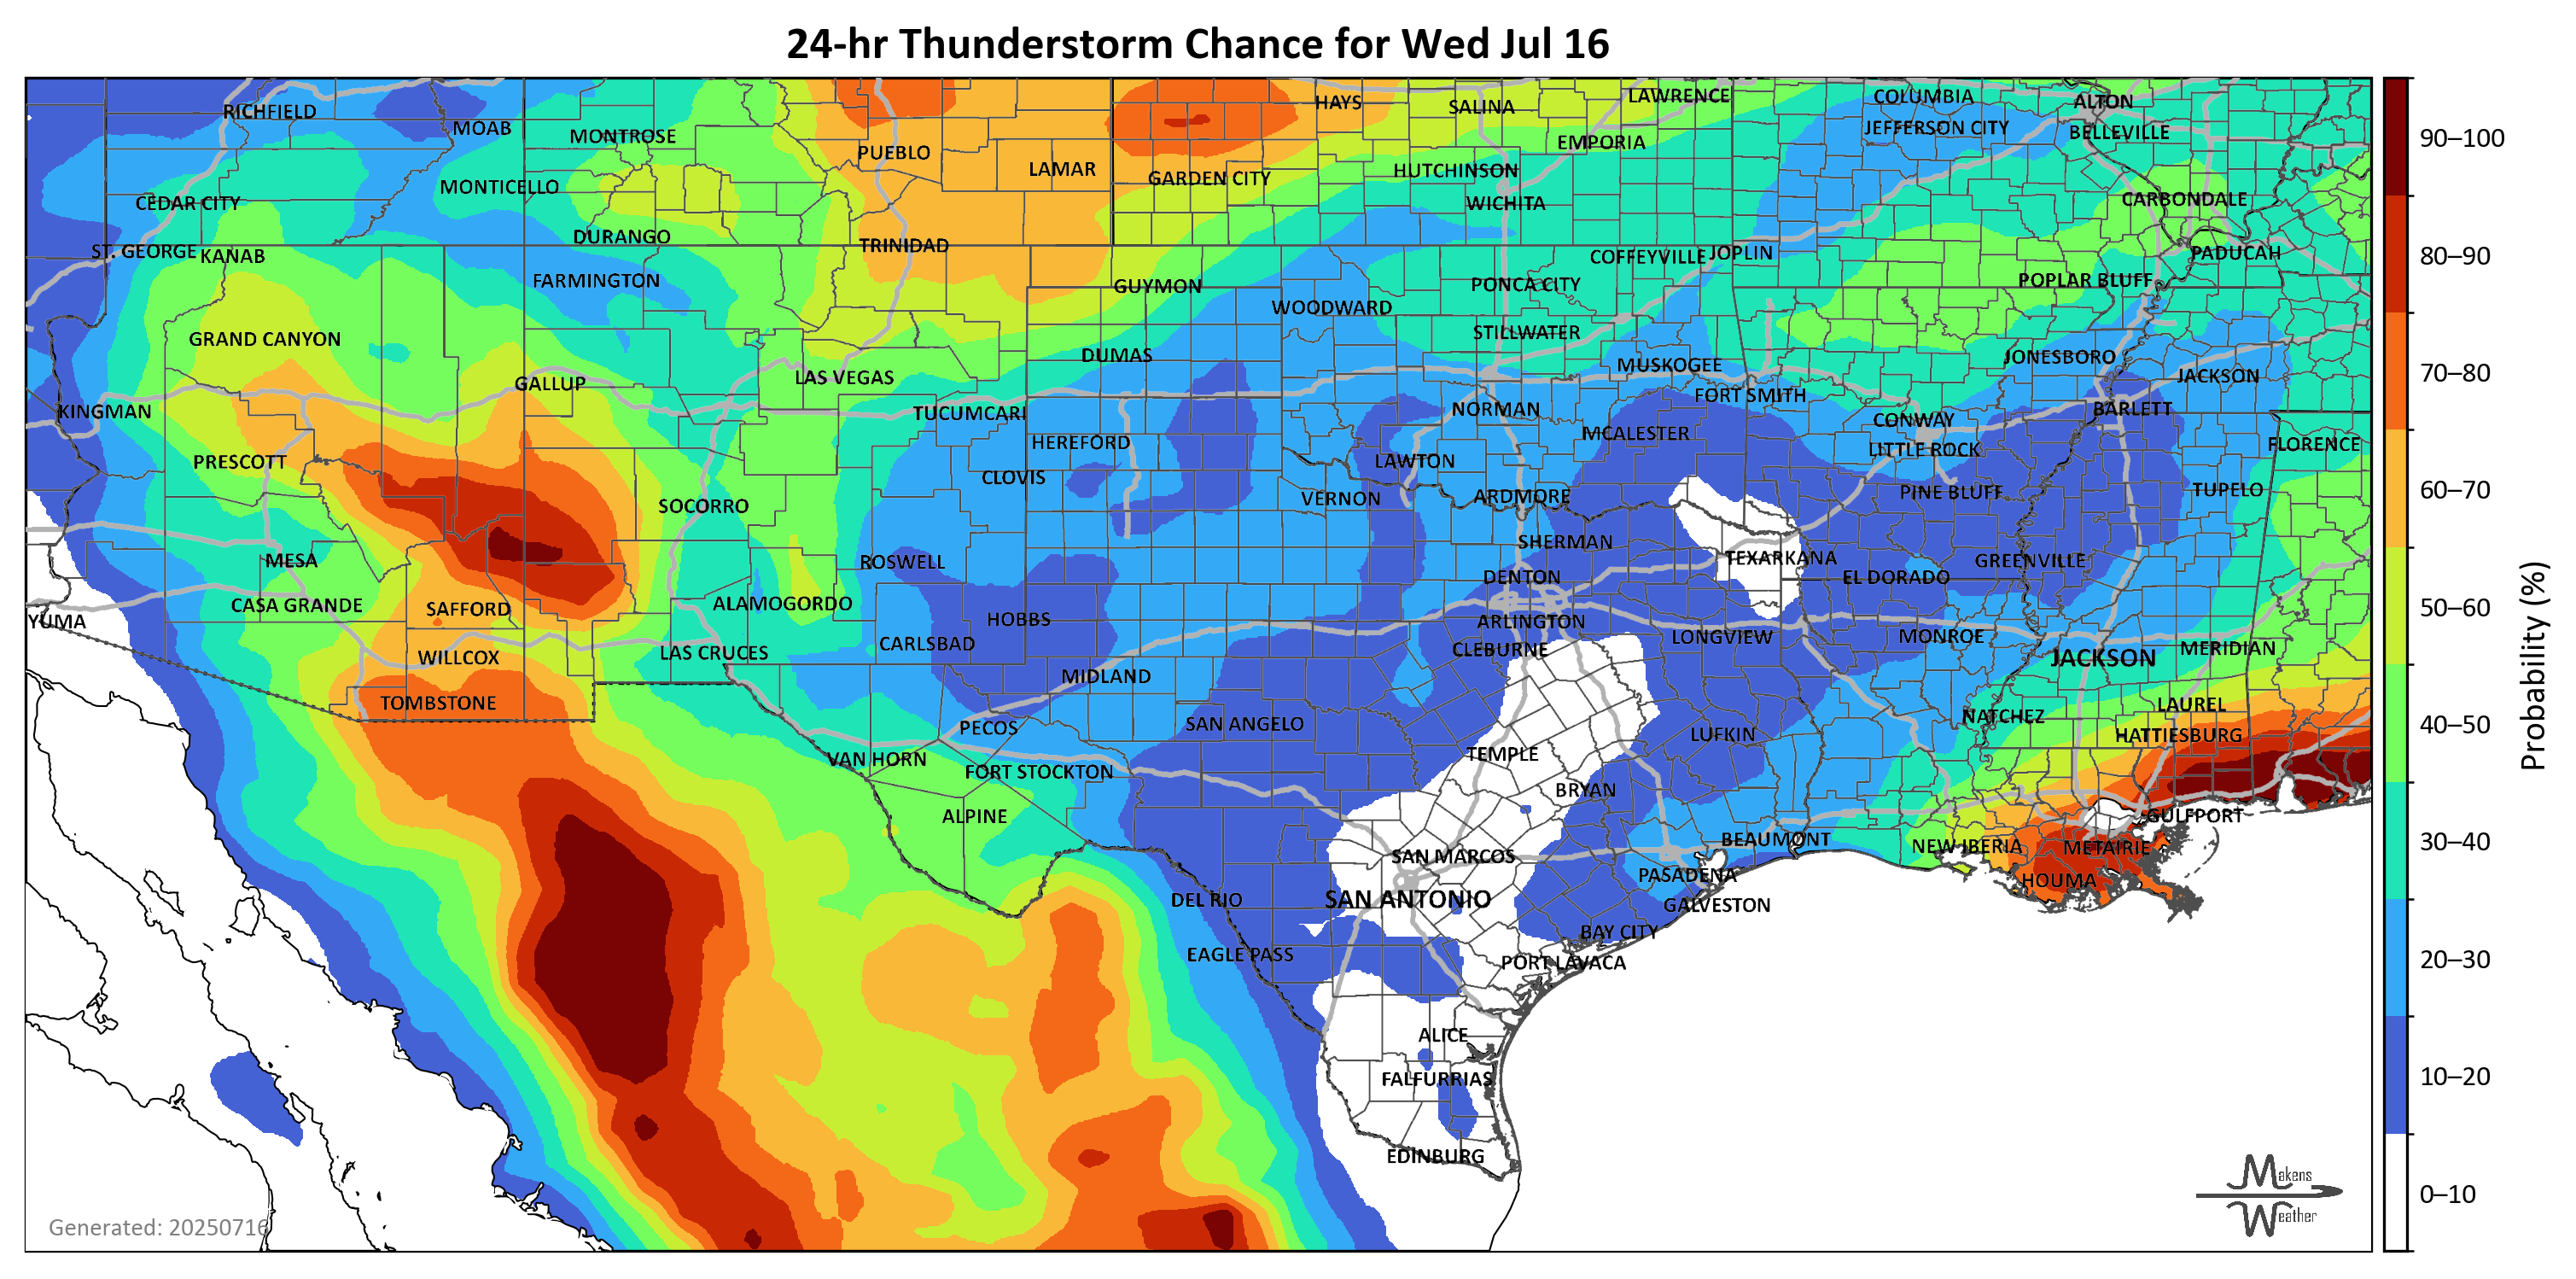 24-hr Thunderstorm Chance for Wed Jul 16
RICHFIELD
MOAB
MONTROSE
PUEBLO
LAMAR
HAYS
SALINA
LAWRENCE
COLUMBIA
ALTON
JEFFERSON CITY
BELLEVILLE
EMPORIA
HUTCHINSON
GARDEN CITY
MONTICELLO
CEDAR CITY
WICHITA
CARBONDALE
DURANGO
TRINIDAD
ST. GEORGE
KANAB
FARMINGTON
GUYMON
COFFEYVILLE
JOPLIN
PADUCAH
PONCA CITY
POPLAR BLUFF
WOODWARD
STILLWATER
GRAND CANYON
DUMAS
MUSKOGEE
JONESBORO
JACKSON
GALLUP
LAS VEGAS
KINGMAN
TUCUMCARI
NORMAN
FORT SMITH
CONWAY
BARLETT
HEREFORD
MCALESTER
LITTLE ROCK
FLORENCE
PRESCOTT
CLOVIS
LAWTON
SOCORRO
VERNON
ARDMORE
PINE BLUFF
TUPELO
MESA
ROSWELL
SHERMAN
TEXARKANA
GREENVILLE
DENTON
EL DORADO
CASA GRANDE
SAFFORD
ALAMOGORDO
YUMA
HOBBS
ARLINGTON
LONGVIEW
MONROE
WILLCOX
LAS CRUCES
CARLSBAD
CLEBURNE
JACKSON
MERIDIAN
MIDLAND
TOMBSTONE
PECOS
SAN ANGELO
NATCHEZ
LAUREL
LUFKIN
HATTIESBURG
VAN HORN
FORT STOCKTON
TEMPLE
BRYAN
ALPINE
GULFPORT
BEAUMONT
NEW IBERIA
METAIRIE
SAN MARCOS
PASADENA
HOUMA
DEL RIO
SAN ANTONIO
GALVESTON
BAY CITY
EAGLE PASS
PORT LAVACA
ALICE
FALFURRIAS
EDINBURG
Generated: 20250716
Makens
Weather
90–100
80–90
70–80
60–70
50–60
40–50
30–40
20–30
10–20
0–10
Probability (%)